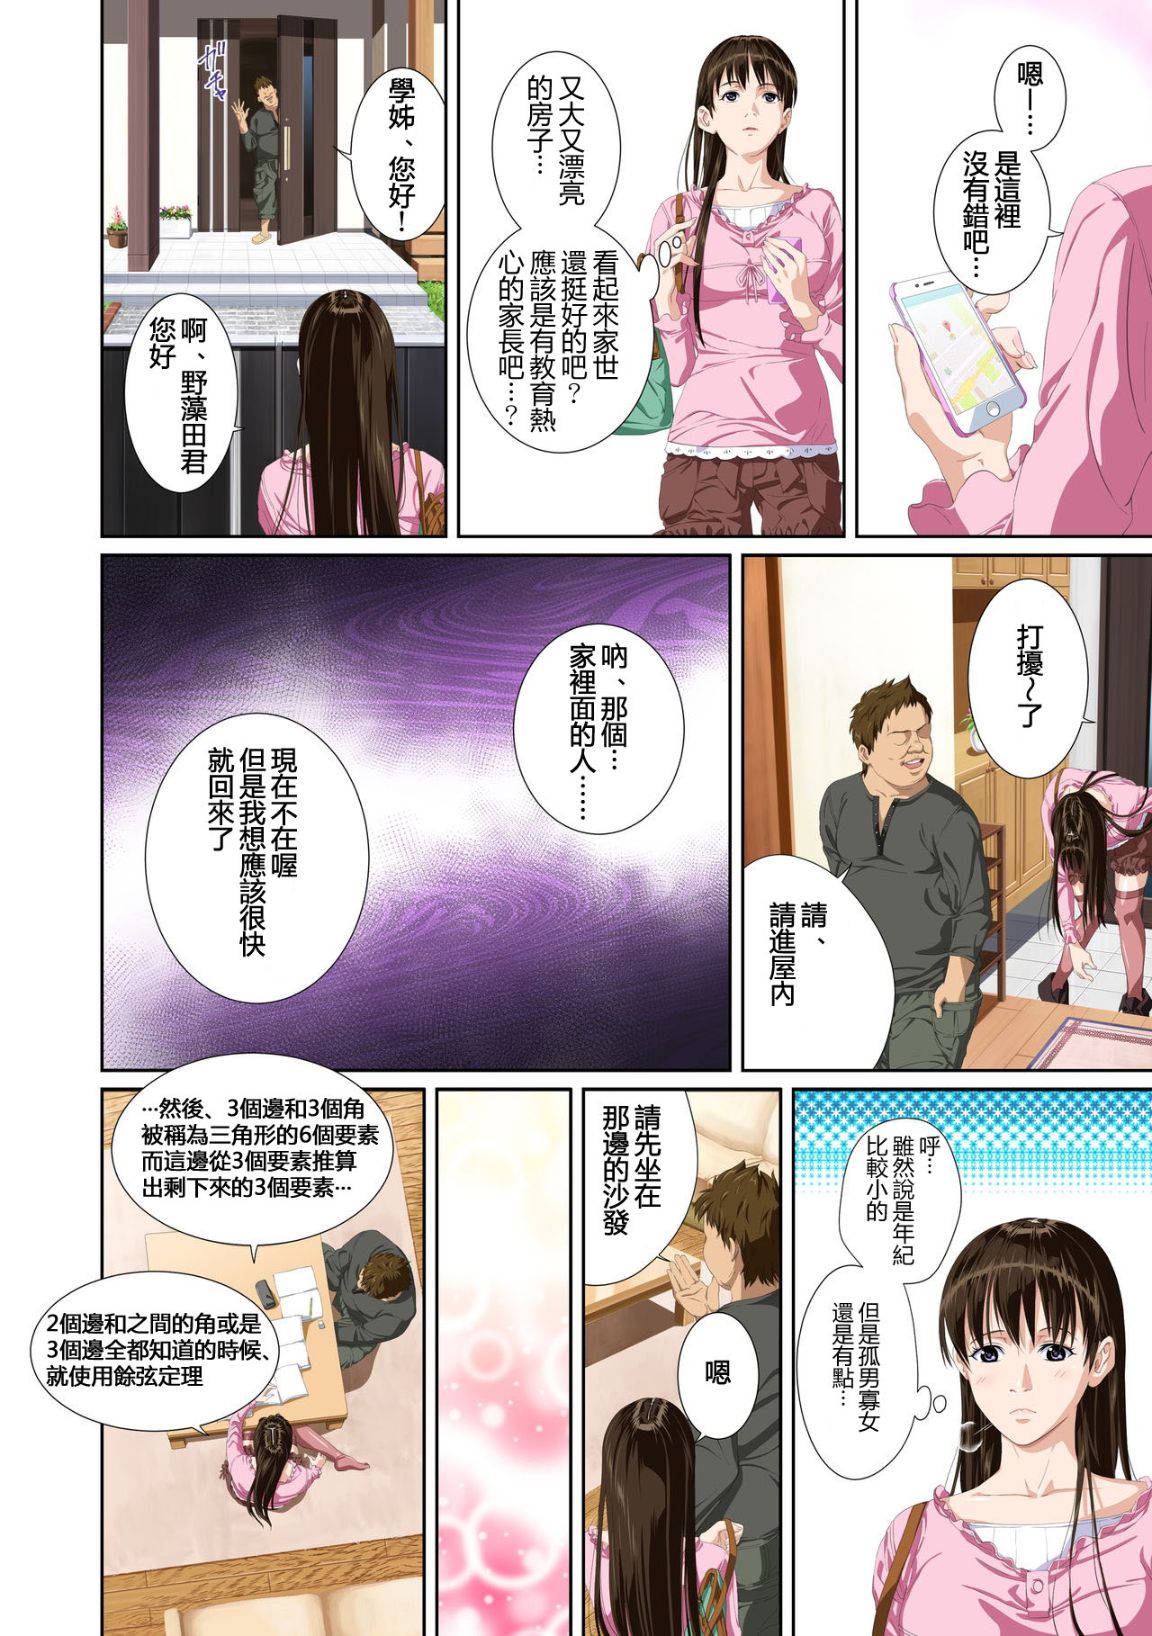 嗯ー…
是這裡
沒有錯吧…
又大又漂亮
的房子…
看起來家世
還挺好的吧？
應該是有教育熱
心的家長吧…？
ガチャ
學姊、您好！
啊、野藻田君
您好
打擾~了
請、
請進屋內
吶、那個…
家裡面的人……
現在不在喔
但是我想應該很快
就回來了
呼…
雖然說是年紀
比較小的
但是孤男寡女
還是有點…
請先坐在
那邊的沙發
嗯
…然後、3個邊和3個角
被稱為三角形的6個要素
而這邊從3個要素推算
出剩下來的3個要素…
2個邊和之間的角或是
3個邊全都知道的時候、
就使用餘弦定理